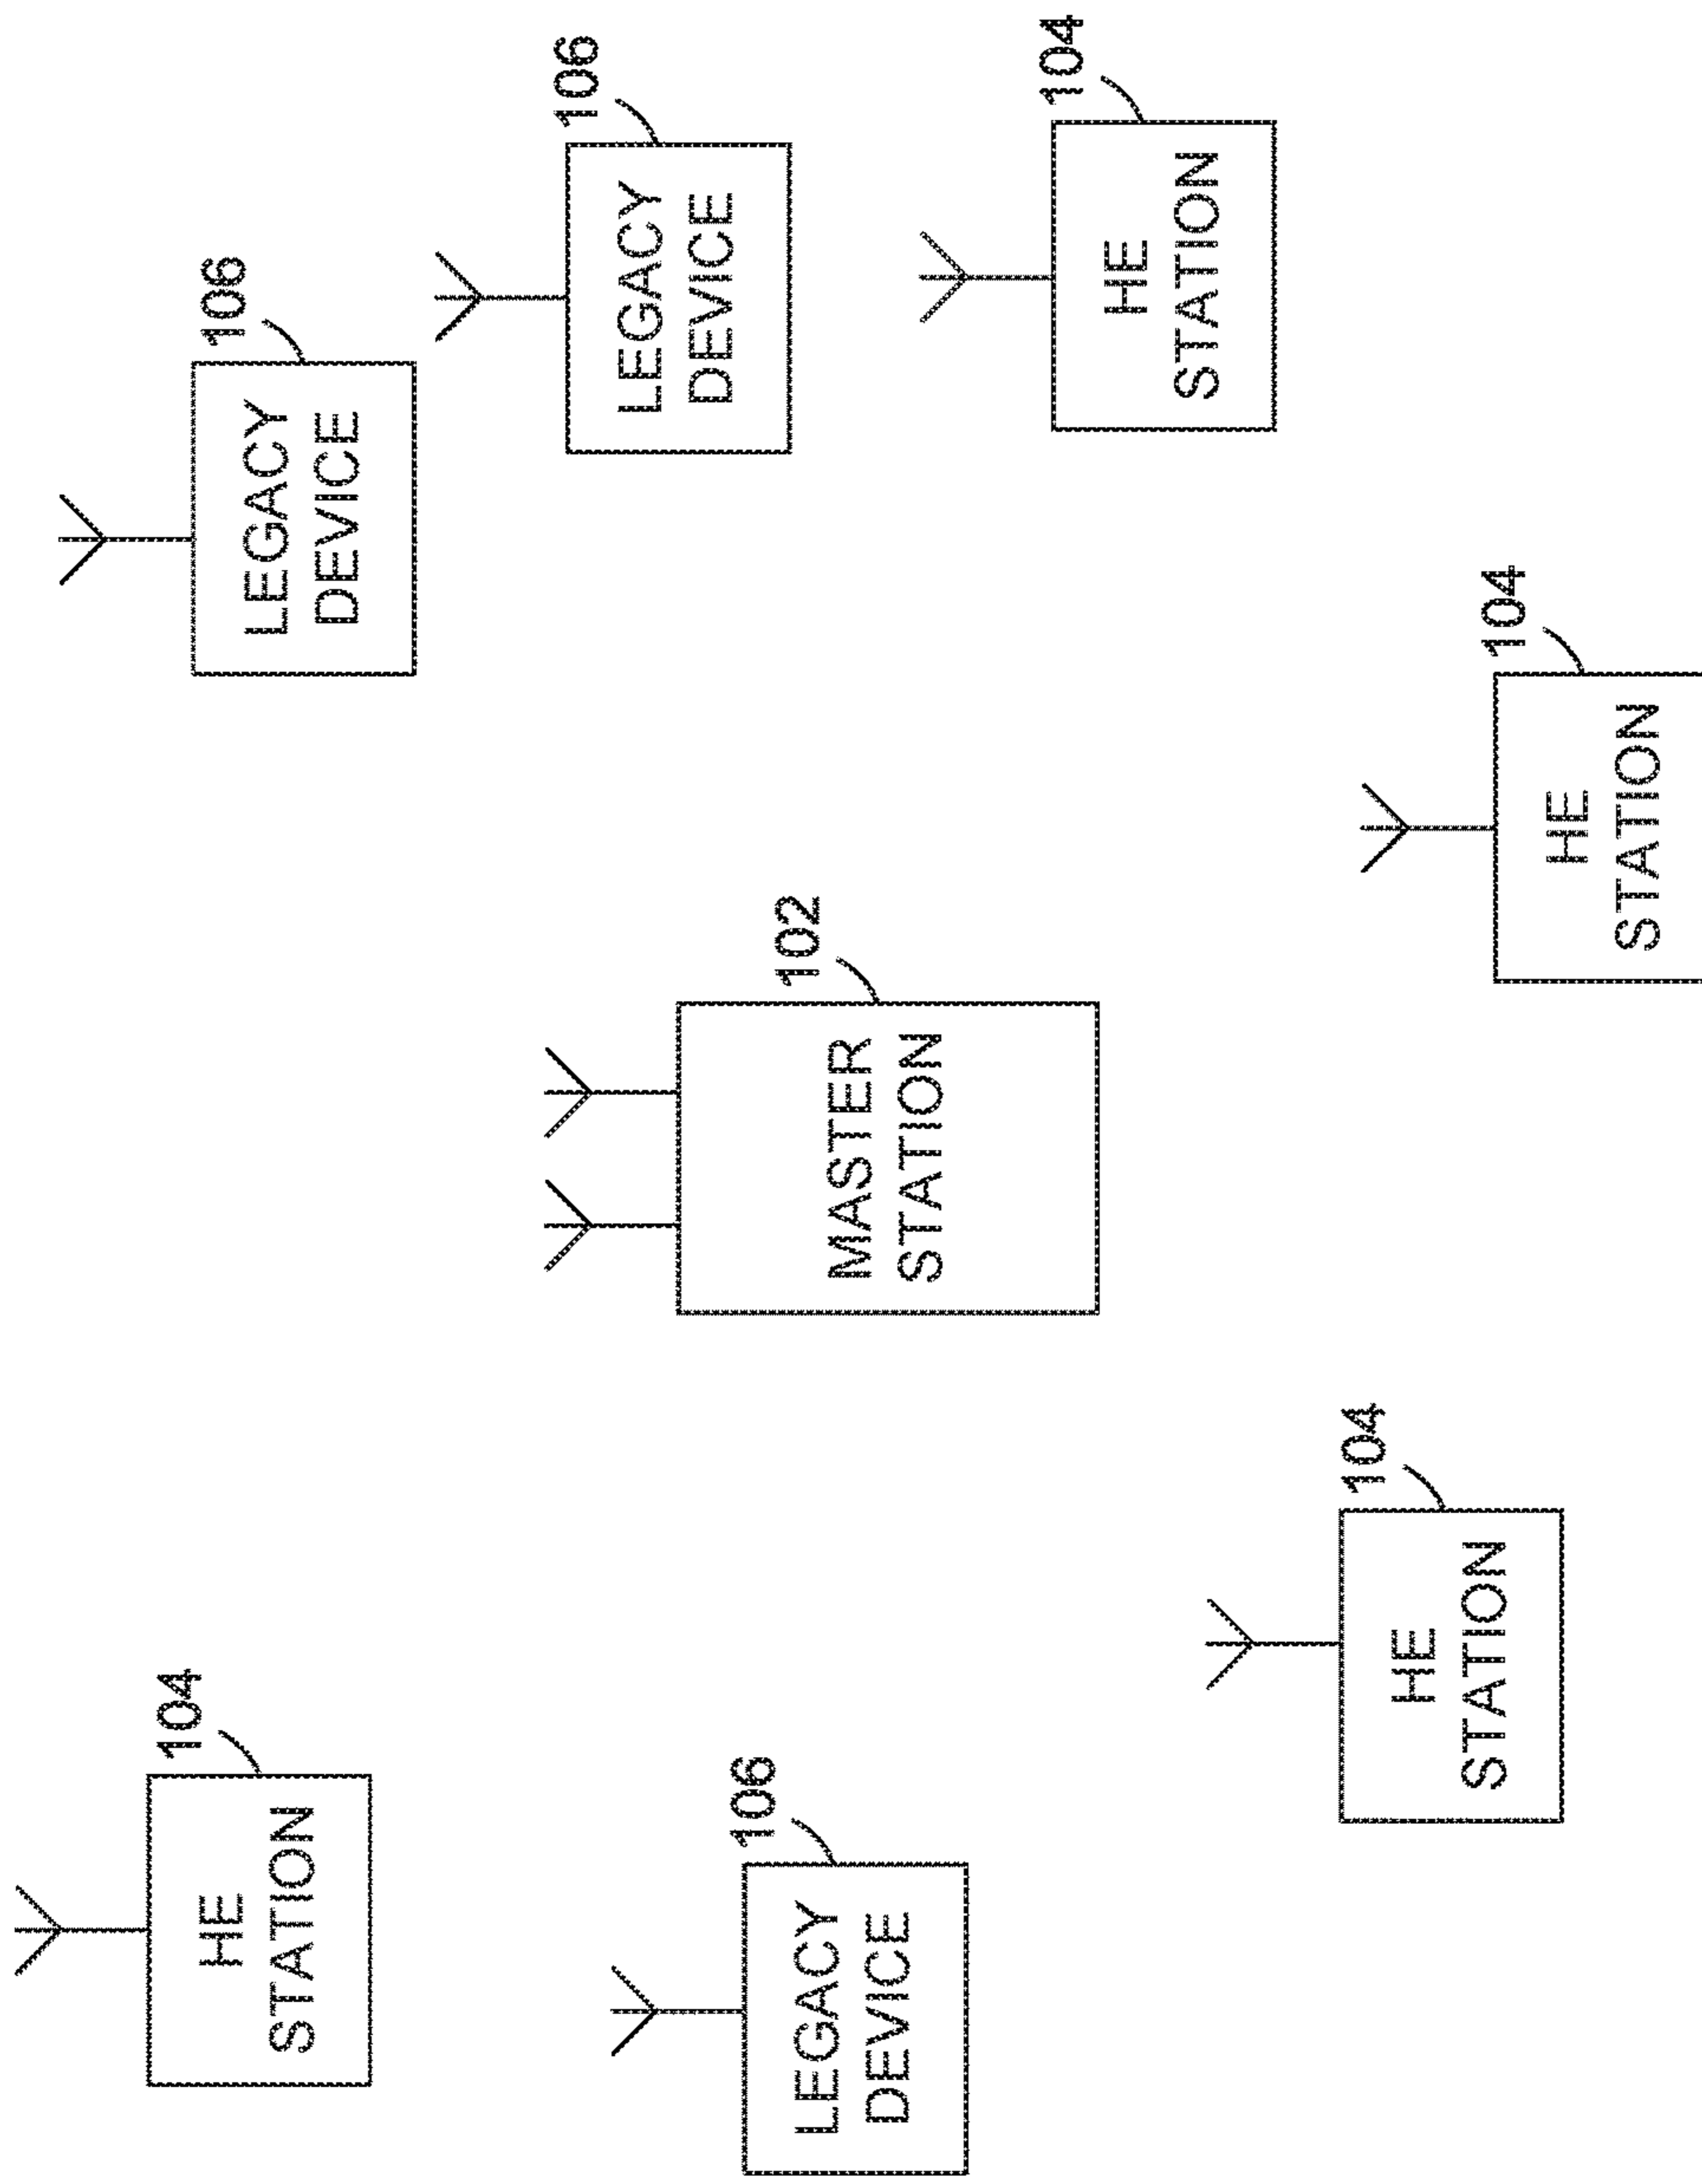 104
HE
STATION
106
LEGACY
DEVICE
106
LEGACY
DEVICE
106
LEGACY
DEVICE
102
MASTER
STATION
104
HE
STATION
104
HE
STATION
104
HE
STATION